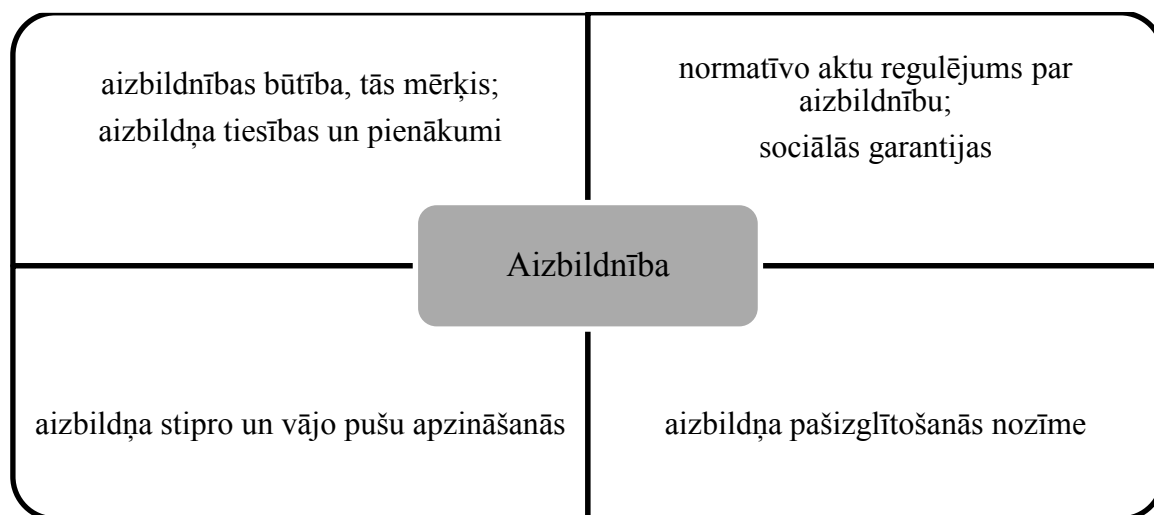 aizbildnības būtība, tās mērķis;
aizbildņa tiesības un pienākumi
normatīvo aktu regulējums par
aizbildnību;
sociālās garantijas
Aizbildnība
aizbildņa stipro un vājo pušu apzināšanās
aizbildņa pašizglītošanās nozīme